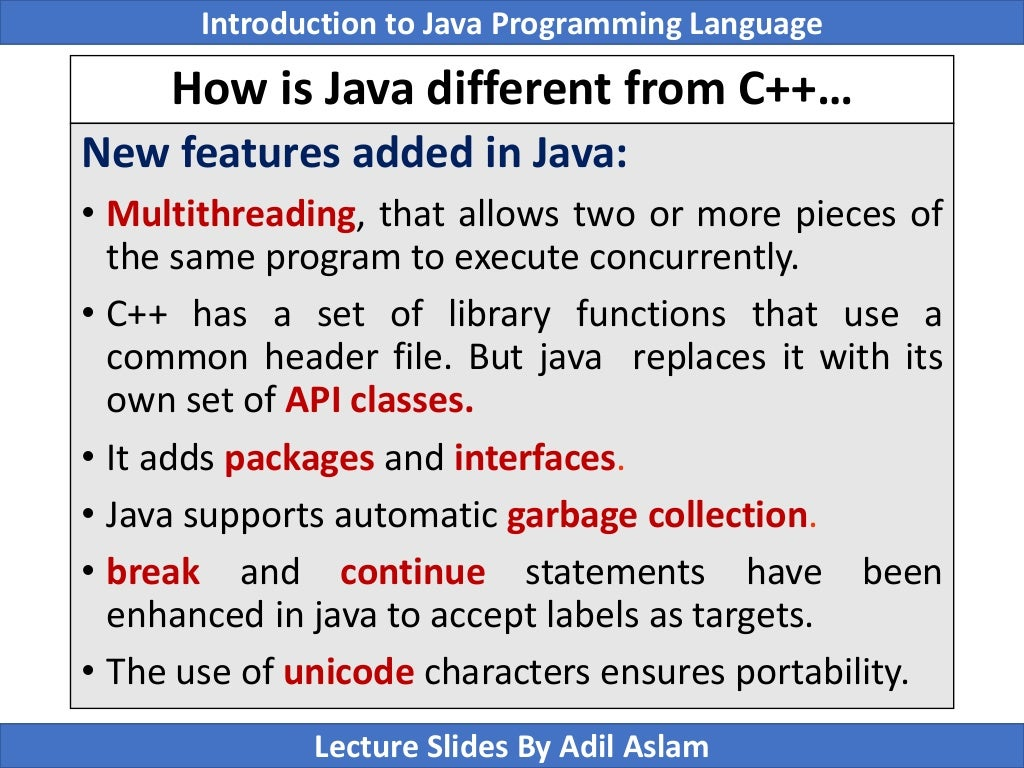 Introduction to Java Programming Language
How is Java different from C++…
New features added in Java:
• Multithreading, that allows two or more pieces of
the same program to execute concurrently.
• C++ has a set of library functions that use a
common header file. But java replaces it with its
own set of API classes.
• It adds packages and interfaces.
• Java supports automatic garbage collection.
• break and continue statements have been
enhanced in java to accept labels as targets.
• The use of unicode characters ensures portability.
Lecture Slides By Adil Aslam